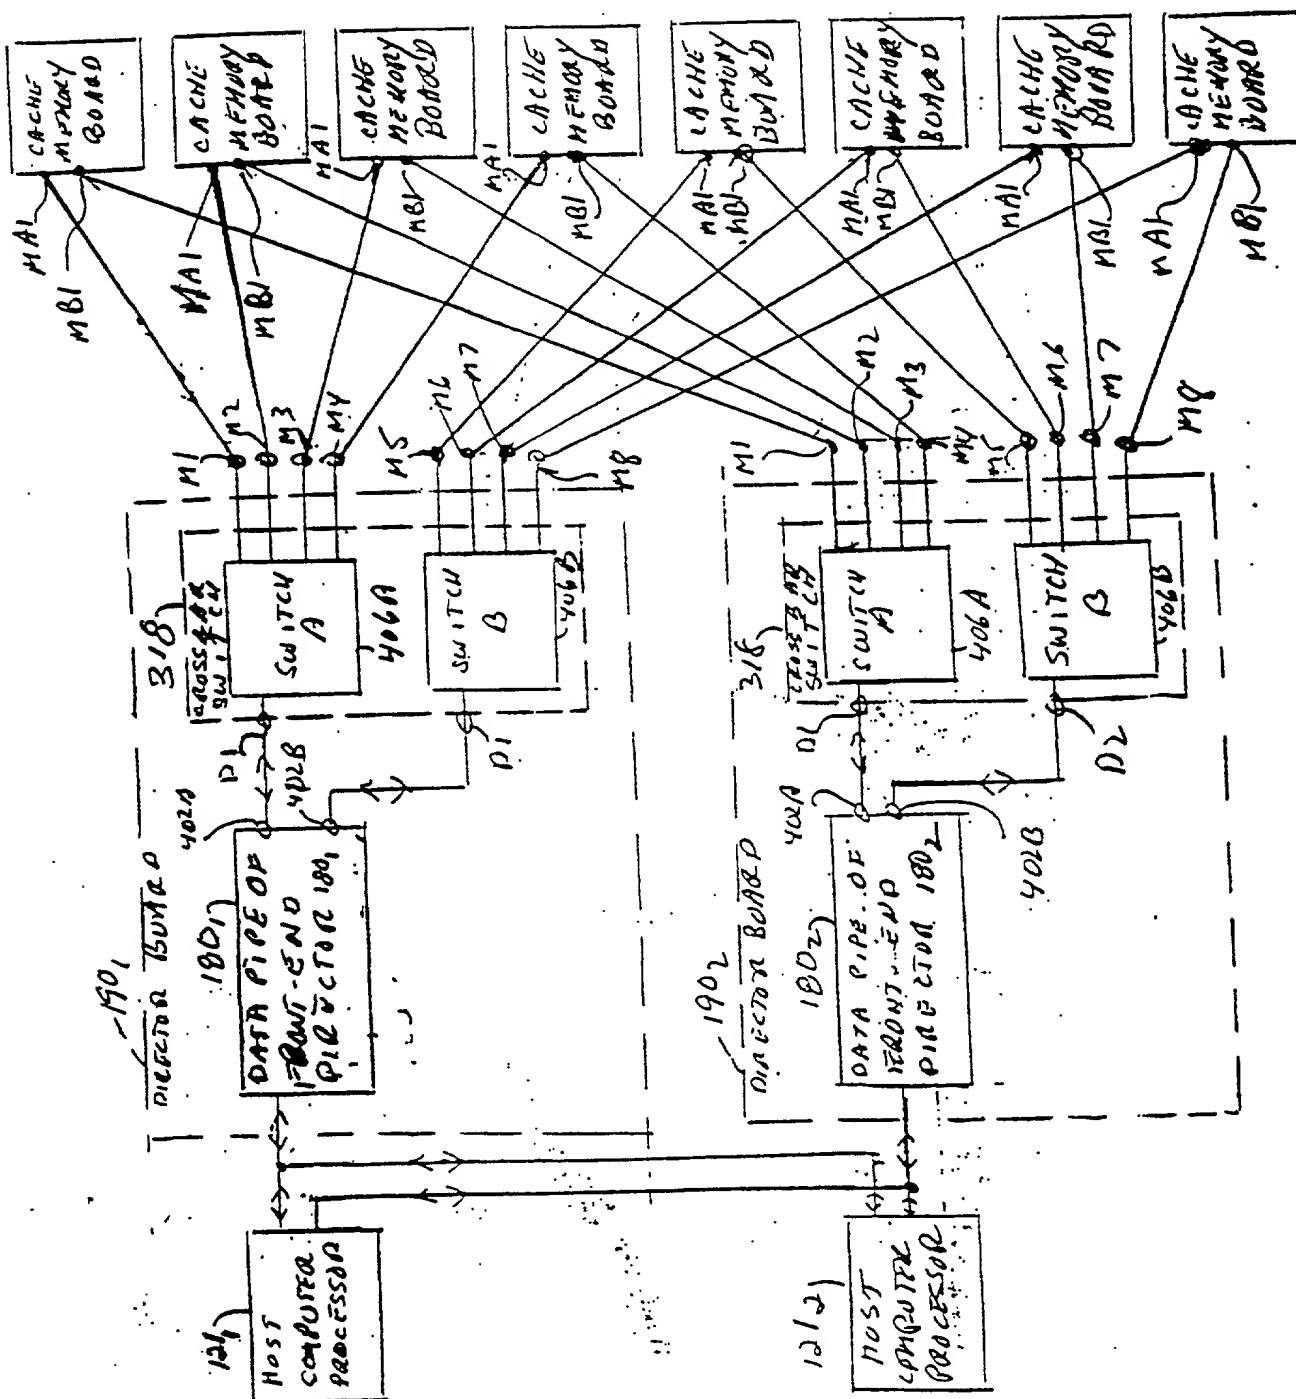 CACHE
MEMORY
BOARD
CACHE
MEMORY
BOARD
CACHE
MEMORY
BOARD
CACHE
MEMORY
BOARD
CACHE
MEMORY
BOARD
CACHE
MEMORY
BOARD
CACHE
MEMORY
BOARD
CACHE
MEMORY
BOARD
MA1
MB1
MA1
MB1
MA1
MB1
MA1
MB1
MA1
MB1
MA1
MB1
MA1
MB1
MA1
MB1
M1
M2
M3
M4
M5
M6
M7
M8
M1
M2
M3
M4
M5
M6
M7
M8
318
CROSSBAR
SWITCH
SWITCH
A
406A
SWITCH
B
406B
D1
D1
402A
402B
DIRECTOR BOARD
190₁
180₁
DATA PIPE OF
FRONT-END
DIRECTOR 180₁
318
CROSSBAR
SWITCH
SWITCH
A
406A
SWITCH
B
406B
D1
D2
402A
402B
DIRECTOR BOARD
190₂
180₂
DATA PIPE OF
FRONT-END
DIRECTOR 180₂
121₁
HOST
COMPUTER
PROCESSOR
121₂
HOST
COMPUTER
PROCESSOR